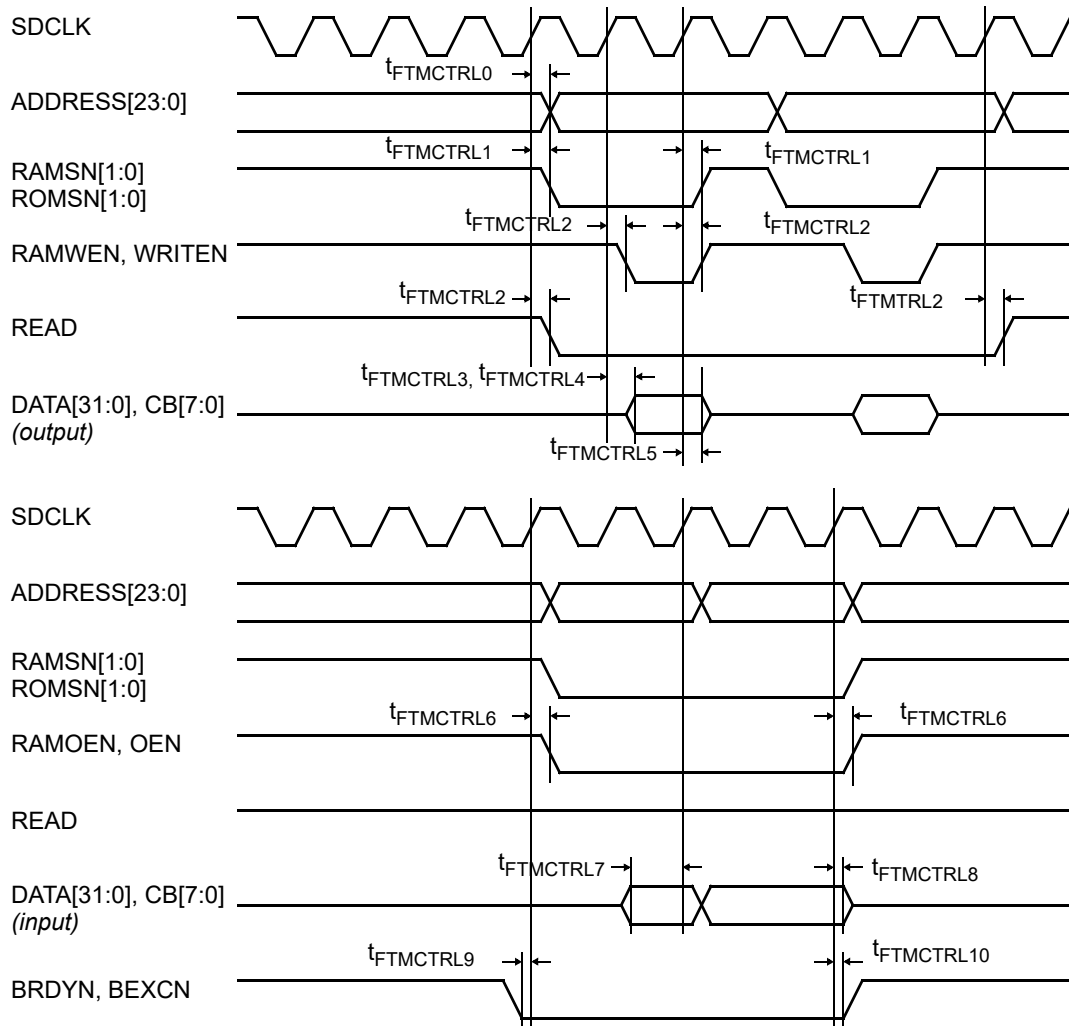 SDCLK
tFTMCTRL0
ADDRESS[23:0]
tFTMCTRL1
tFTMCTRL1
RAMSN[1:0]
ROMSN[1:0]
tFTMCTRL2
tFTMCTRL2
RAMWEN, WRITEN
tFTMCTRL2
tFTMTRL2
READ
tFTMCTRL3, tFTMCTRL4
DATA[31:0], CB[7:0]
(output)
tFTMCTRL5
SDCLK
ADDRESS[23:0]
RAMSN[1:0]
ROMSN[1:0]
tFTMCTRL6
tFTMCTRL6
RAMOEN, OEN
READ
tFTMCTRL7
tFTMCTRL8
DATA[31:0], CB[7:0]
(input)
tFTMCTRL9
tFTMCTRL10
BRDYN, BEXCN